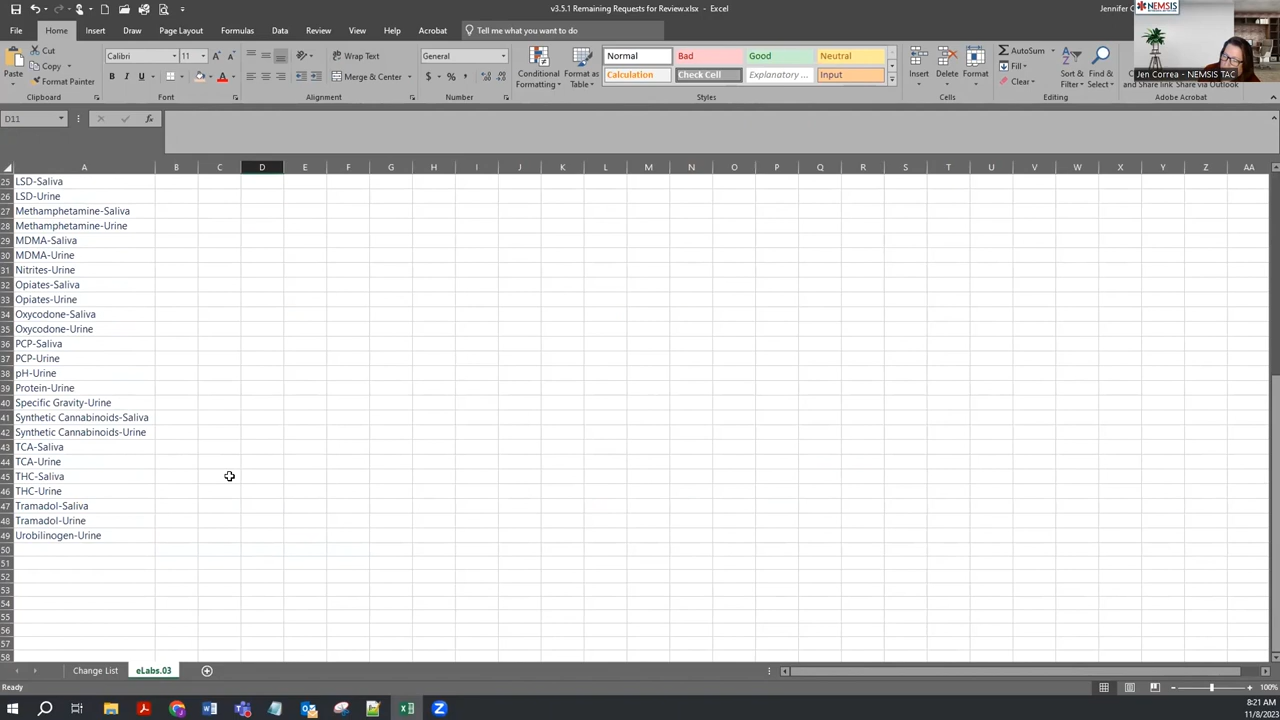 v3.5.1 Remaining Requests for Review.xlsx - Excel
Jennifer C
NEMSIS
File Home Insert Draw Page Layout Formulas Data Review View Help Acrobat Tell me what you want to do
Paste
Cut
Copy
Format Painter
Clipboard
Calibri 11
B I U
Font
Wrap Text
Merge & Center
Alignment
General
$ % ,
Number
Conditional Formatting
Format as Table
Normal Bad Good Neutral
Calculation Check Cell Explanatory ... Input
Styles
Insert Delete Format
Cells
AutoSum
Fill
Clear
Sort & Filter
Find & Select
Editing
Jen Correa - NEMSIS TAC
and Share link Share via Outlook
Adobe Acrobat
D11
A B C D E F G H I J K L M N O P Q R S T U V W X Y Z AA
25 LSD-Saliva
26 LSD-Urine
27 Methamphetamine-Saliva
28 Methamphetamine-Urine
29 MDMA-Saliva
30 MDMA-Urine
31 Nitrites-Urine
32 Opiates-Saliva
33 Opiates-Urine
34 Oxycodone-Saliva
35 Oxycodone-Urine
36 PCP-Saliva
37 PCP-Urine
38 pH-Urine
39 Protein-Urine
40 Specific Gravity-Urine
41 Synthetic Cannabinoids-Saliva
42 Synthetic Cannabinoids-Urine
43 TCA-Saliva
44 TCA-Urine
45 THC-Saliva
46 THC-Urine
47 Tramadol-Saliva
48 Tramadol-Urine
49 Urobilinogen-Urine
50
51
52
53
54
55
56
57
58
Change List eLabs.03
Ready
100%
8:21 AM
11/8/2023